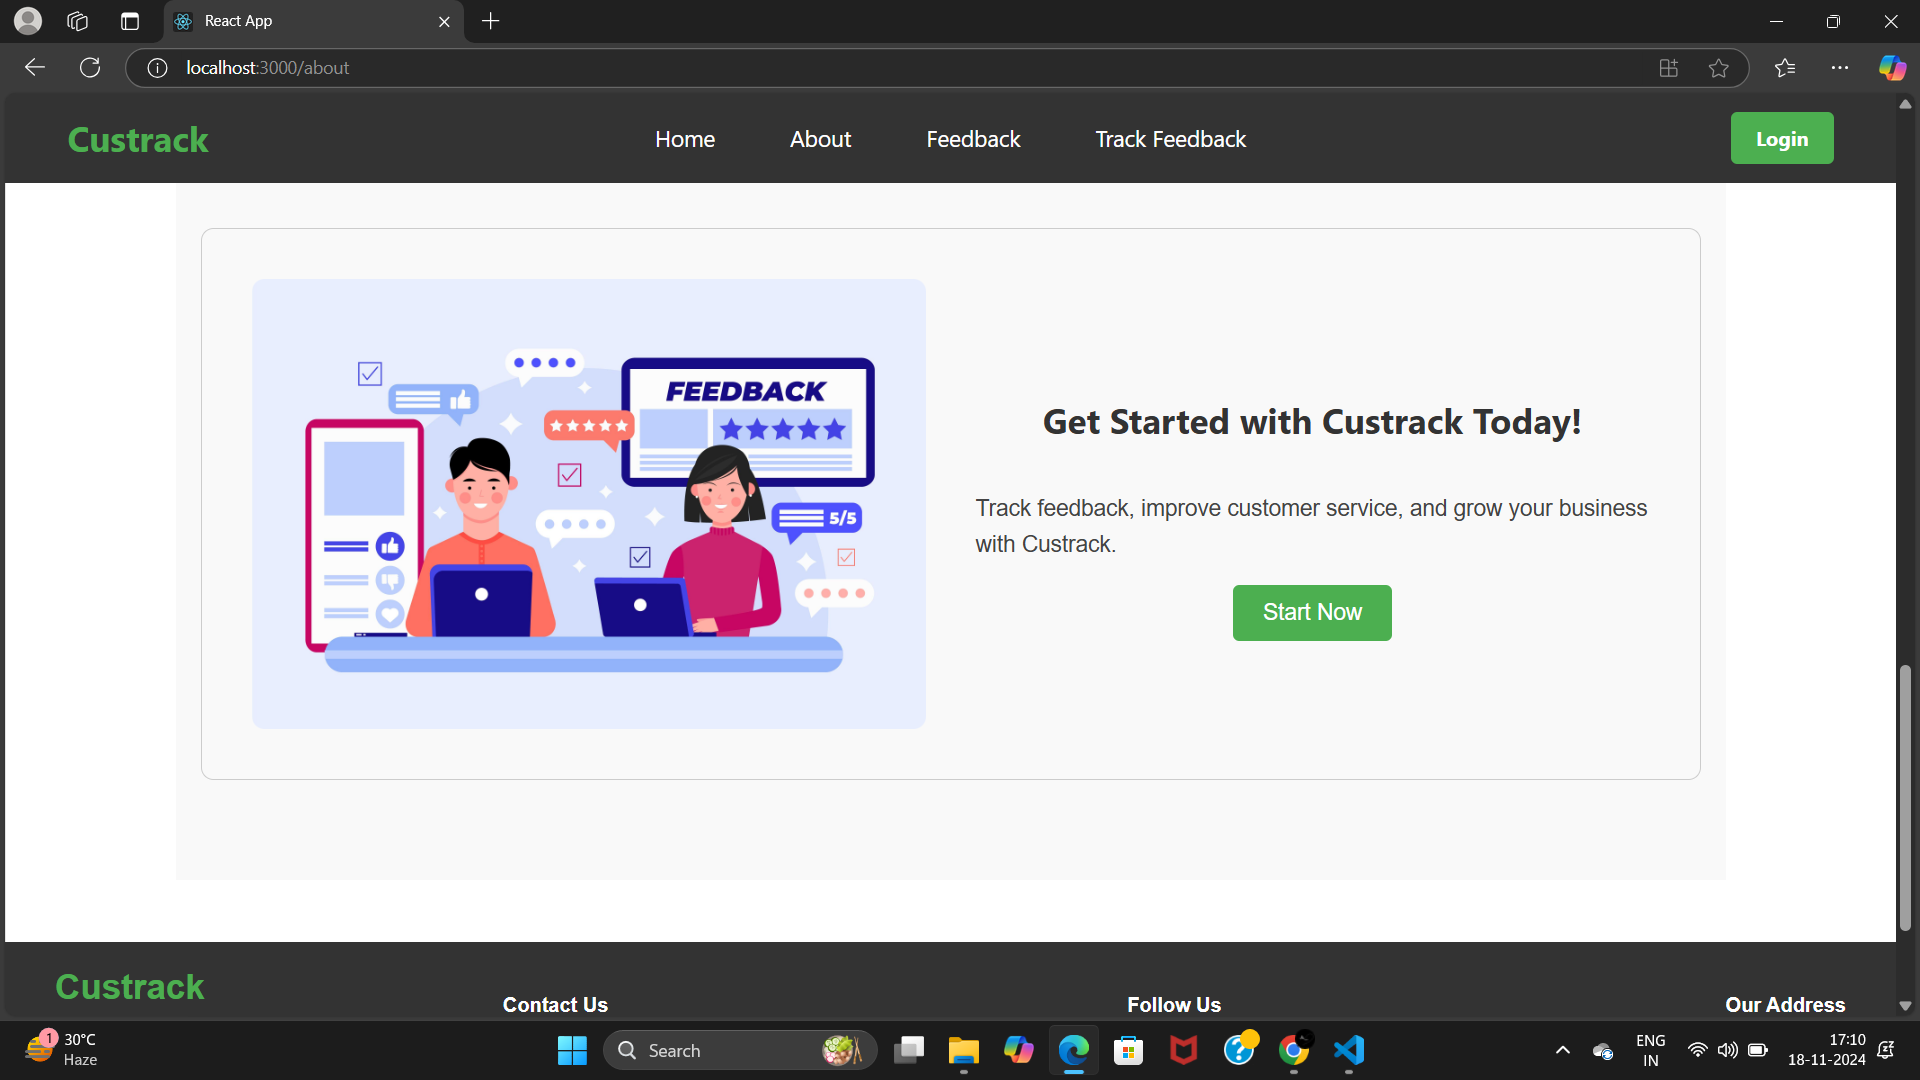 React App
localhost:3000/about
Custrack
Home
About
Feedback
Track Feedback
Login
FEEDBACK
5/5
Get Started with Custrack Today!
Track feedback, improve customer service, and grow your business
with Custrack.
Start Now
Custrack
Contact Us
Follow Us
Our Address
1
30°C
Haze
Search
ENG
IN
17:10
18-11-2024